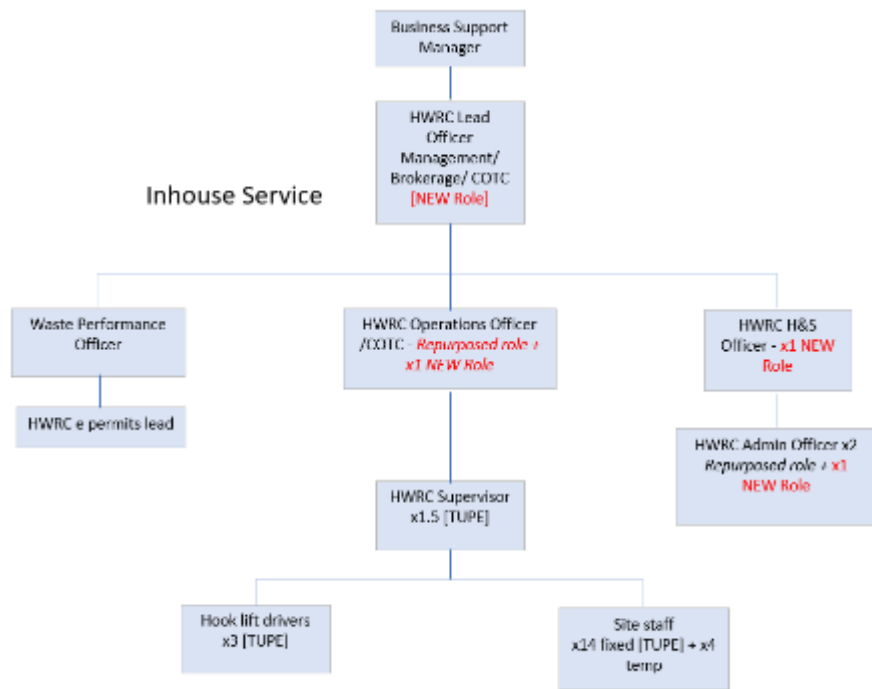 Business Support
Manager
HWRC Lead
Officer
Management/
Brokerage/ COTC
[NEW Role]
Inhouse Service
Waste Performance
Officer
HWRC Operations Officer
/COTC - Repurposed role +
x1 NEW Role
HWRC H&S
Officer - x1 NEW
Role
HWRC e permits lead
HWRC Admin Officer x2
Repurposed role + x1
NEW Role
HWRC Supervisor
x1.5 [TUPE]
Hook lift drivers
x3 [TUPE]
Site staff
x14 fixed [TUPE] + x4
temp